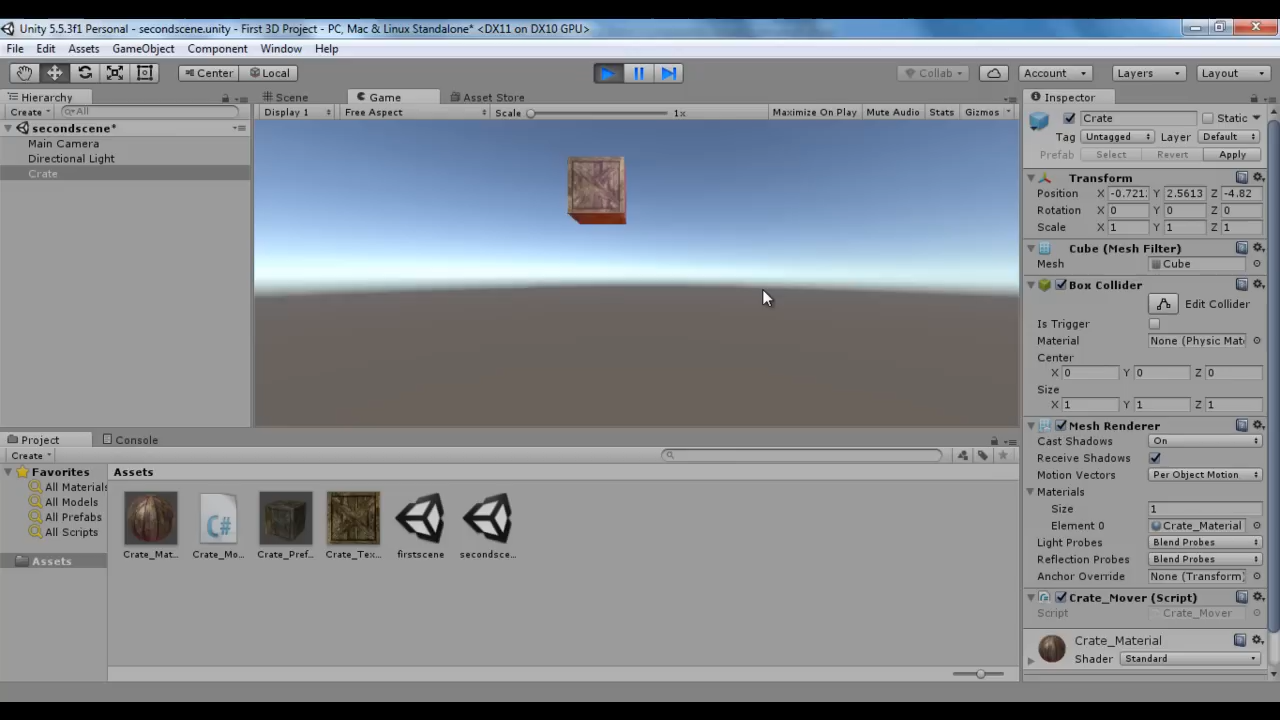 Unity 5.5.3f1 Personal - secondscene.unity - First 3D Project - PC, Mac & Linux Standalone* <DX11 on DX10 GPU>
File Edit Assets GameObject Component Window Help
Center Local Collab Account Layers Layout
Hierarchy
Create All
secondscene*
Main Camera
Directional Light
Crate
Scene Game Asset Store
Display 1 Free Aspect Scale 1x Maximize On Play Mute Audio Stats Gizmos
Inspector
Crate Static
Tag Untagged Layer Default
Prefab Select Revert Apply
Transform
Position X -0.721 Y 2.5613 Z -4.82
Rotation X 0 Y 0 Z 0
Scale X 1 Y 1 Z 1
Cube (Mesh Filter)
Mesh Cube
Box Collider
Edit Collider
Is Trigger
Material None (Physic Mat
Center
X 0 Y 0 Z 0
Size
X 1 Y 1 Z 1
Mesh Renderer
Cast Shadows On
Receive Shadows
Motion Vectors Per Object Motion
Materials
Size 1
Element 0 Crate_Material
Light Probes Blend Probes
Reflection Probes Blend Probes
Anchor Override None (Transform)
Crate_Mover (Script)
Script Crate_Mover
Crate_Material
Shader Standard
Project Console
Create
Favorites
All Materials
All Models
All Prefabs
All Scripts
Assets
Assets
Crate_Mat... Crate_Mo... Crate_Pref... Crate_Tex... firstscene secondsce...
C#